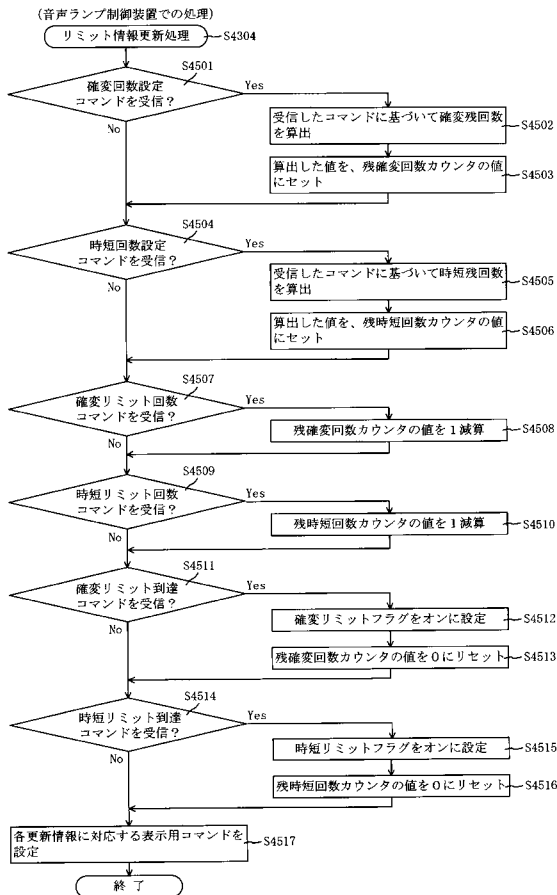 (音声ランプ制御装置での処理)
リミット情報更新処理
S4304
S4501
確変回数設定
コマンドを受信?
Yes
No
受信したコマンドに基づいて確変残回数
を算出
S4502
算出した値を、残確変回数カウンタの値
にセット
S4503
S4504
時短回数設定
コマンドを受信?
Yes
No
受信したコマンドに基づいて時短残回数
を算出
S4505
算出した値を、残時短回数カウンタの値
にセット
S4506
S4507
確変リミット回数
コマンドを受信?
Yes
No
残確変回数カウンタの値を1減算
S4508
S4509
時短リミット回数
コマンドを受信?
Yes
No
残時短回数カウンタの値を1減算
S4510
S4511
確変リミット到達
コマンドを受信?
Yes
No
確変リミットフラグをオンに設定
S4512
残確変回数カウンタの値を0にリセット
S4513
S4514
時短リミット到達
コマンドを受信?
Yes
No
時短リミットフラグをオンに設定
S4515
残時短回数カウンタの値を0にリセット
S4516
各更新情報に対応する表示用コマンドを
設定
S4517
終了